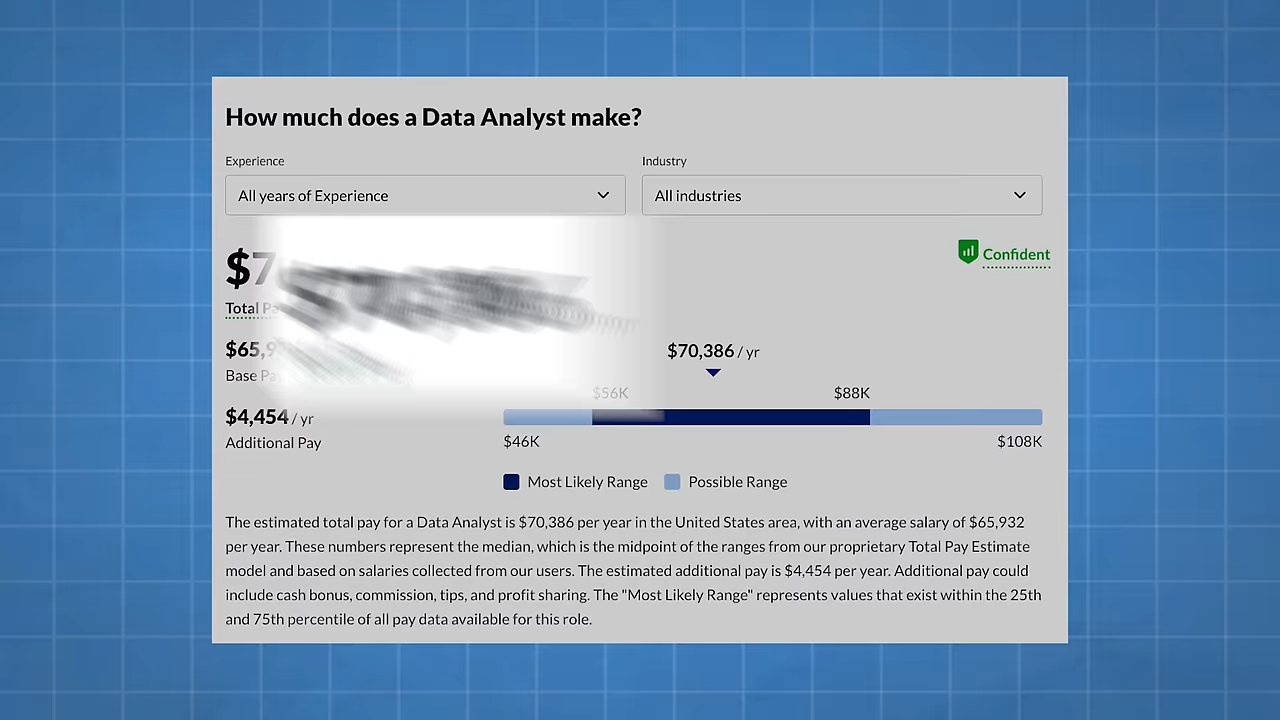 How much does a Data Analyst make?
Experience Industry
All years of Experience All industries
Confident
$70,386 / yr
$56K $88K
$4,454 / yr
Additional Pay
$46K $108K
Most Likely Range Possible Range
The estimated total pay for a Data Analyst is $70,386 per year in the United States area, with an average salary of $65,932
per year. These numbers represent the median, which is the midpoint of the ranges from our proprietary Total Pay Estimate
model and based on salaries collected from our users. The estimated additional pay is $4,454 per year. Additional pay could
include cash bonus, commission, tips, and profit sharing. The "Most Likely Range" represents values that exist within the 25th
and 75th percentile of all pay data available for this role.